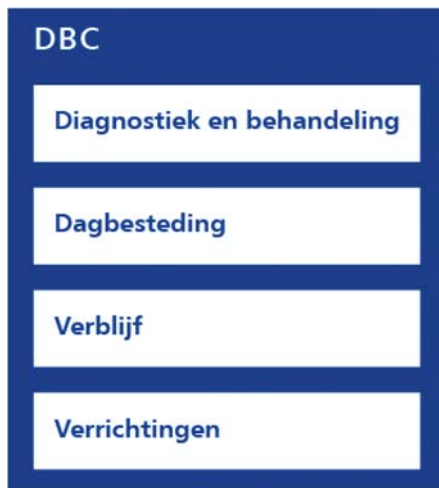 DBC
Diagnostiek en behandeling
Dagbesteding
Verblijf
Verrichtingen